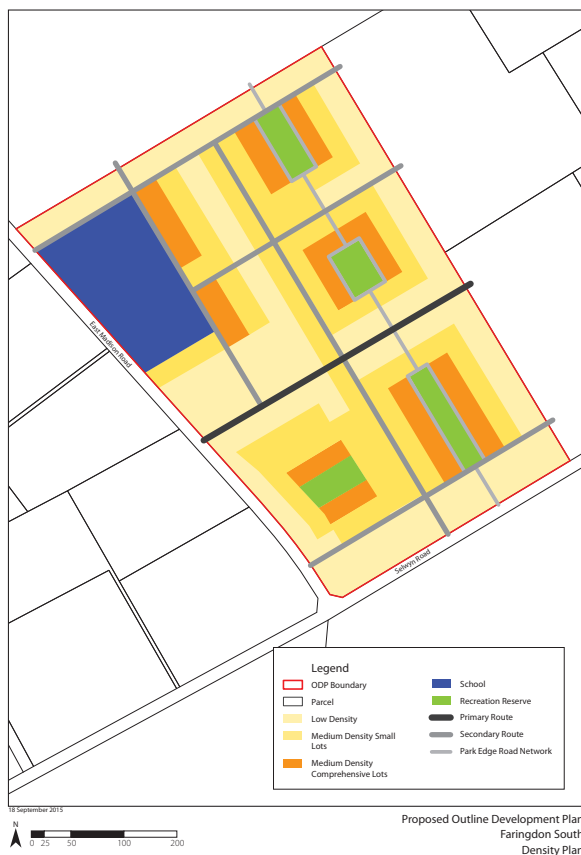 East Maddison Road
Selwyn Road
Legend
ODP Boundary
Parcel
Low Density
Medium Density Small
Lots
Medium Density
Comprehensive Lots
School
Recreation Reserve
Primary Route
Secondary Route
Park Edge Road Network
18 September 2015
N
0 25 50 100 200
Proposed Outline Development Plan
Faringdon South
Density Plan